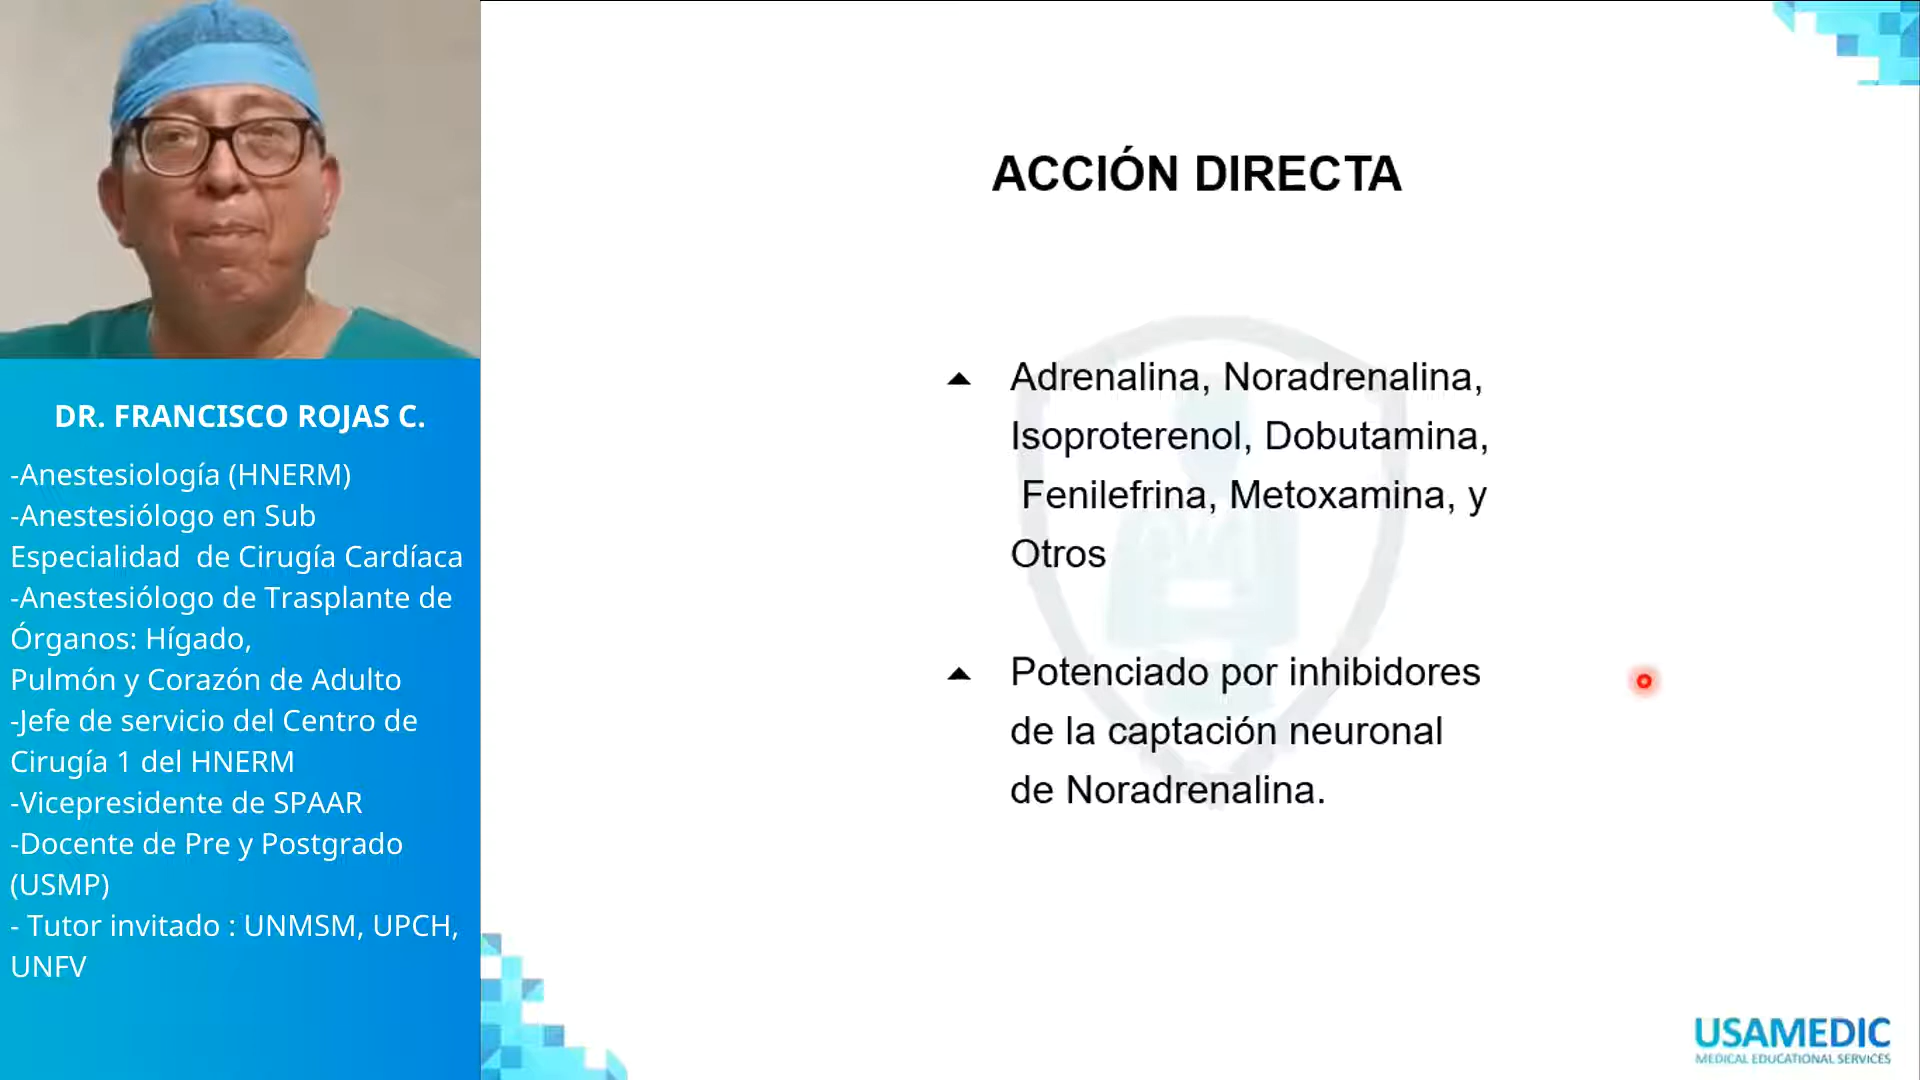 DR. FRANCISCO ROJAS C.
-Anestesiología (HNERM)
-Anestesiólogo en Sub
Especialidad de Cirugía Cardíaca
-Anestesiólogo de Trasplante de
Órganos: Hígado,
Pulmón y Corazón de Adulto
-Jefe de servicio del Centro de
Cirugía 1 del HNERM
-Vicepresidente de SPAAR
-Docente de Pre y Postgrado
(USMP)
- Tutor invitado : UNMSM, UPCH,
UNFV
ACCIÓN DIRECTA
Adrenalina, Noradrenalina,
Isoproterenol, Dobutamina,
Fenilefrina, Metoxamina, y
Otros
Potenciado por inhibidores
de la captación neuronal
de Noradrenalina.
USAMEDIC
MEDICAL EDUCATIONAL SERVICES